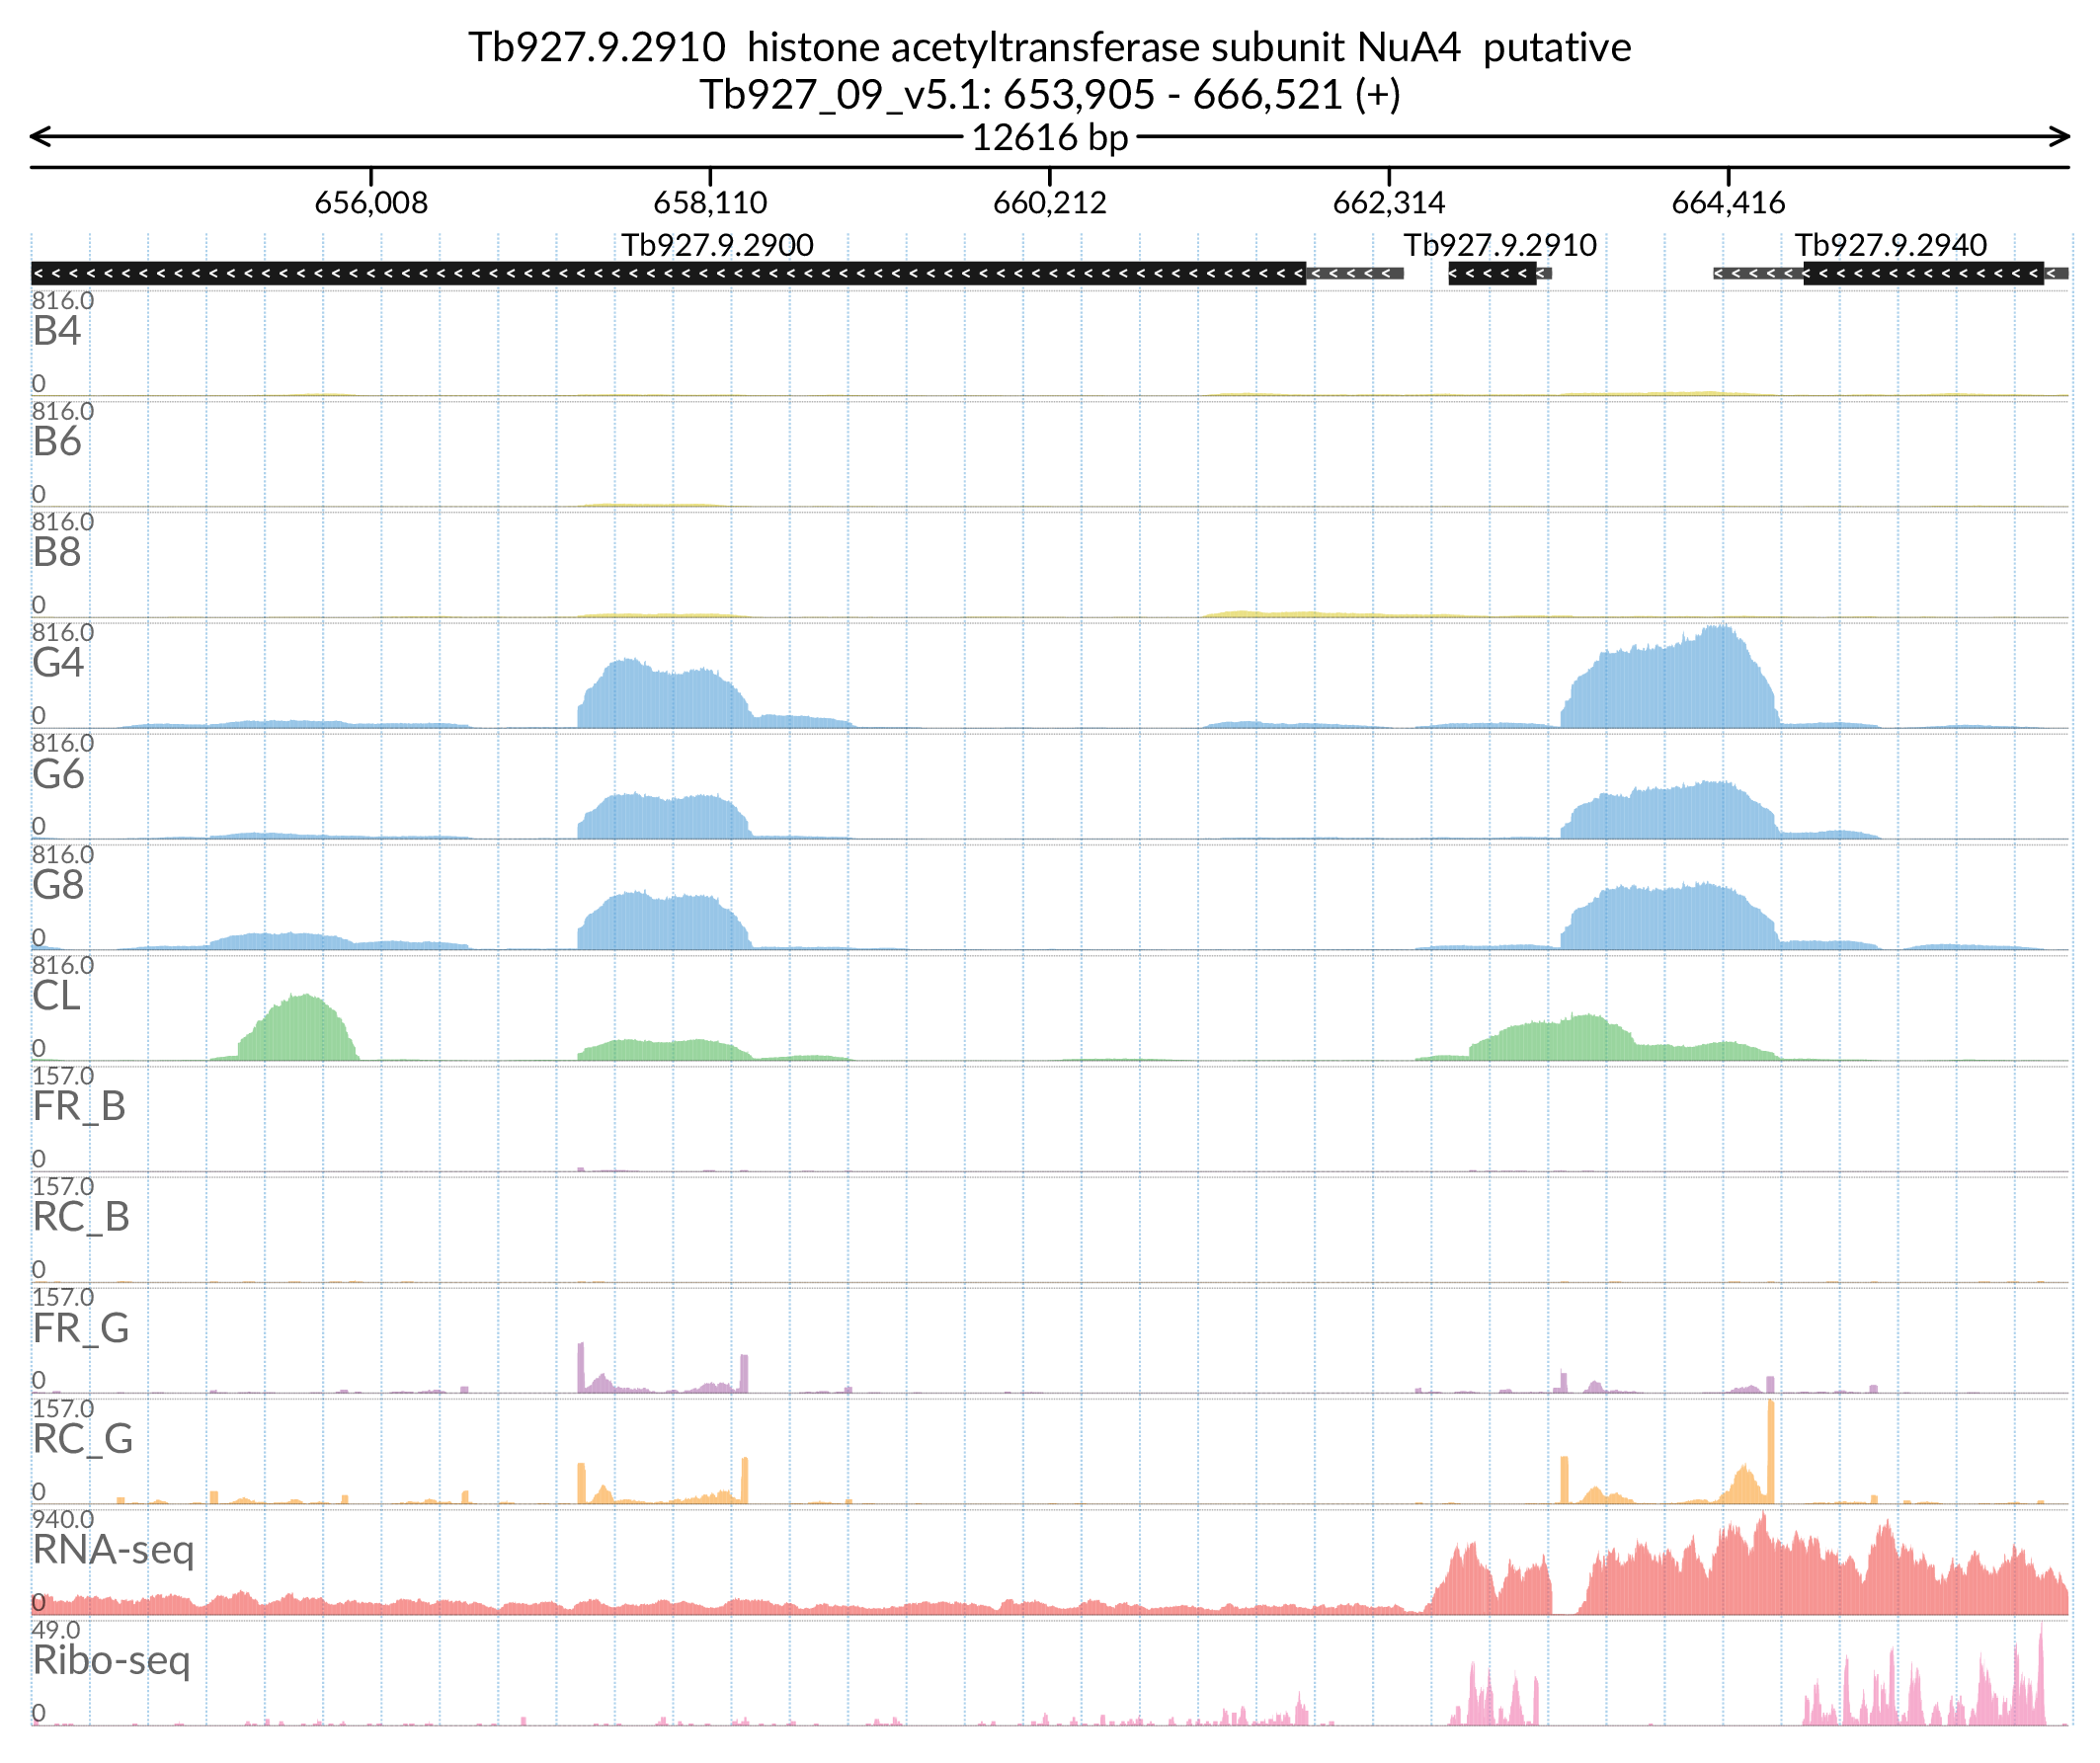 Tb927.9.2910  histone acetyltransferase subunit NuA4  putative
Tb927_09_v5.1: 653,905 - 666,521 (+)
12616 bp
656,008 658,110 660,212 662,314 664,416
Tb927.9.2900 Tb927.9.2910 Tb927.9.2940
816.0
B4
0
816.0
B6
0
816.0
B8
0
816.0
G4
0
816.0
G6
0
816.0
G8
0
816.0
CL
0
157.0
FR_B
0
157.0
RC_B
0
157.0
FR_G
0
157.0
RC_G
0
940.0
RNA-seq
0
49.0
Ribo-seq
0